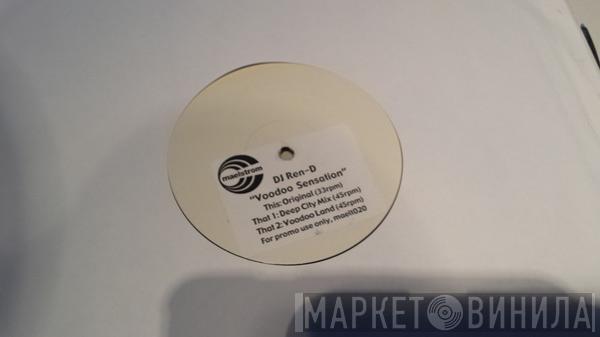 maelstrom
DJ Ren-D
"Voodoo Sensation"
This: Original (33rpm)
That 1: Deep City Mix (45rpm)
That 2: Voodoo Land (45rpm)
For promo use only, maelt020
МАРКЕТ ВИНИЛА